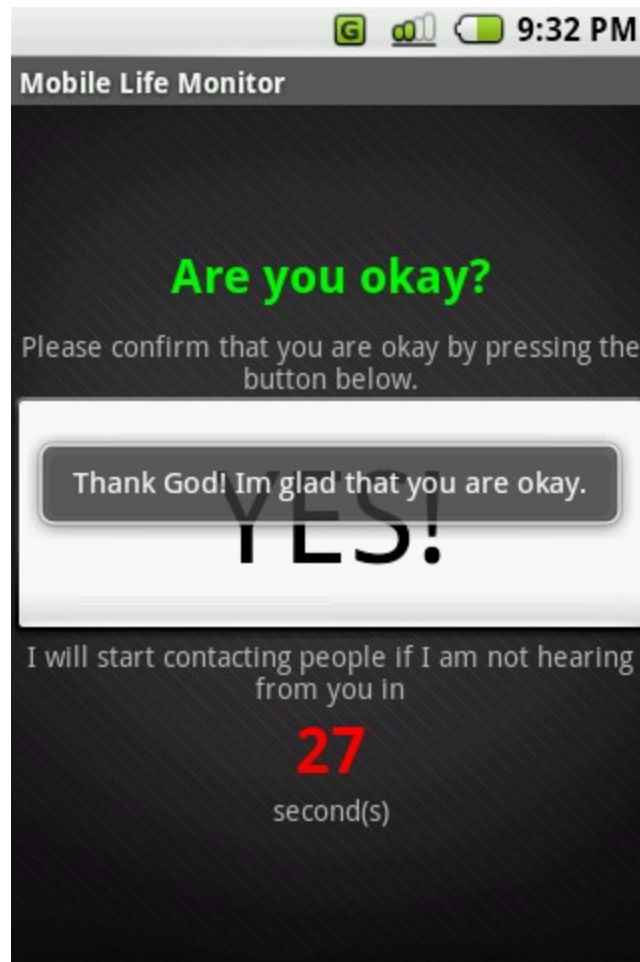 G 9:32 PM
Mobile Life Monitor
Are you okay?
Please confirm that you are okay by pressing the
button below.
Thank God! Im glad that you are okay.
YES!
I will start contacting people if I am not hearing
from you in
27
second(s)